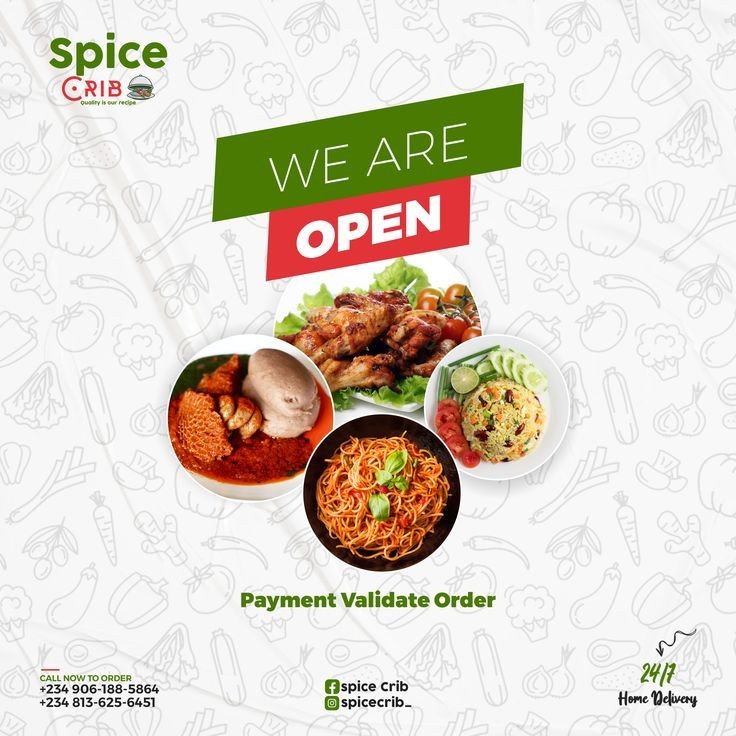 Spice
CRIB
Quality is our recipe
WE ARE
OPEN
Payment Validate Order
CALL NOW TO ORDER
+234 906-188-5864
+234 813-625-6451
spice Crib
spicecrib_
24/7
Home Delivery